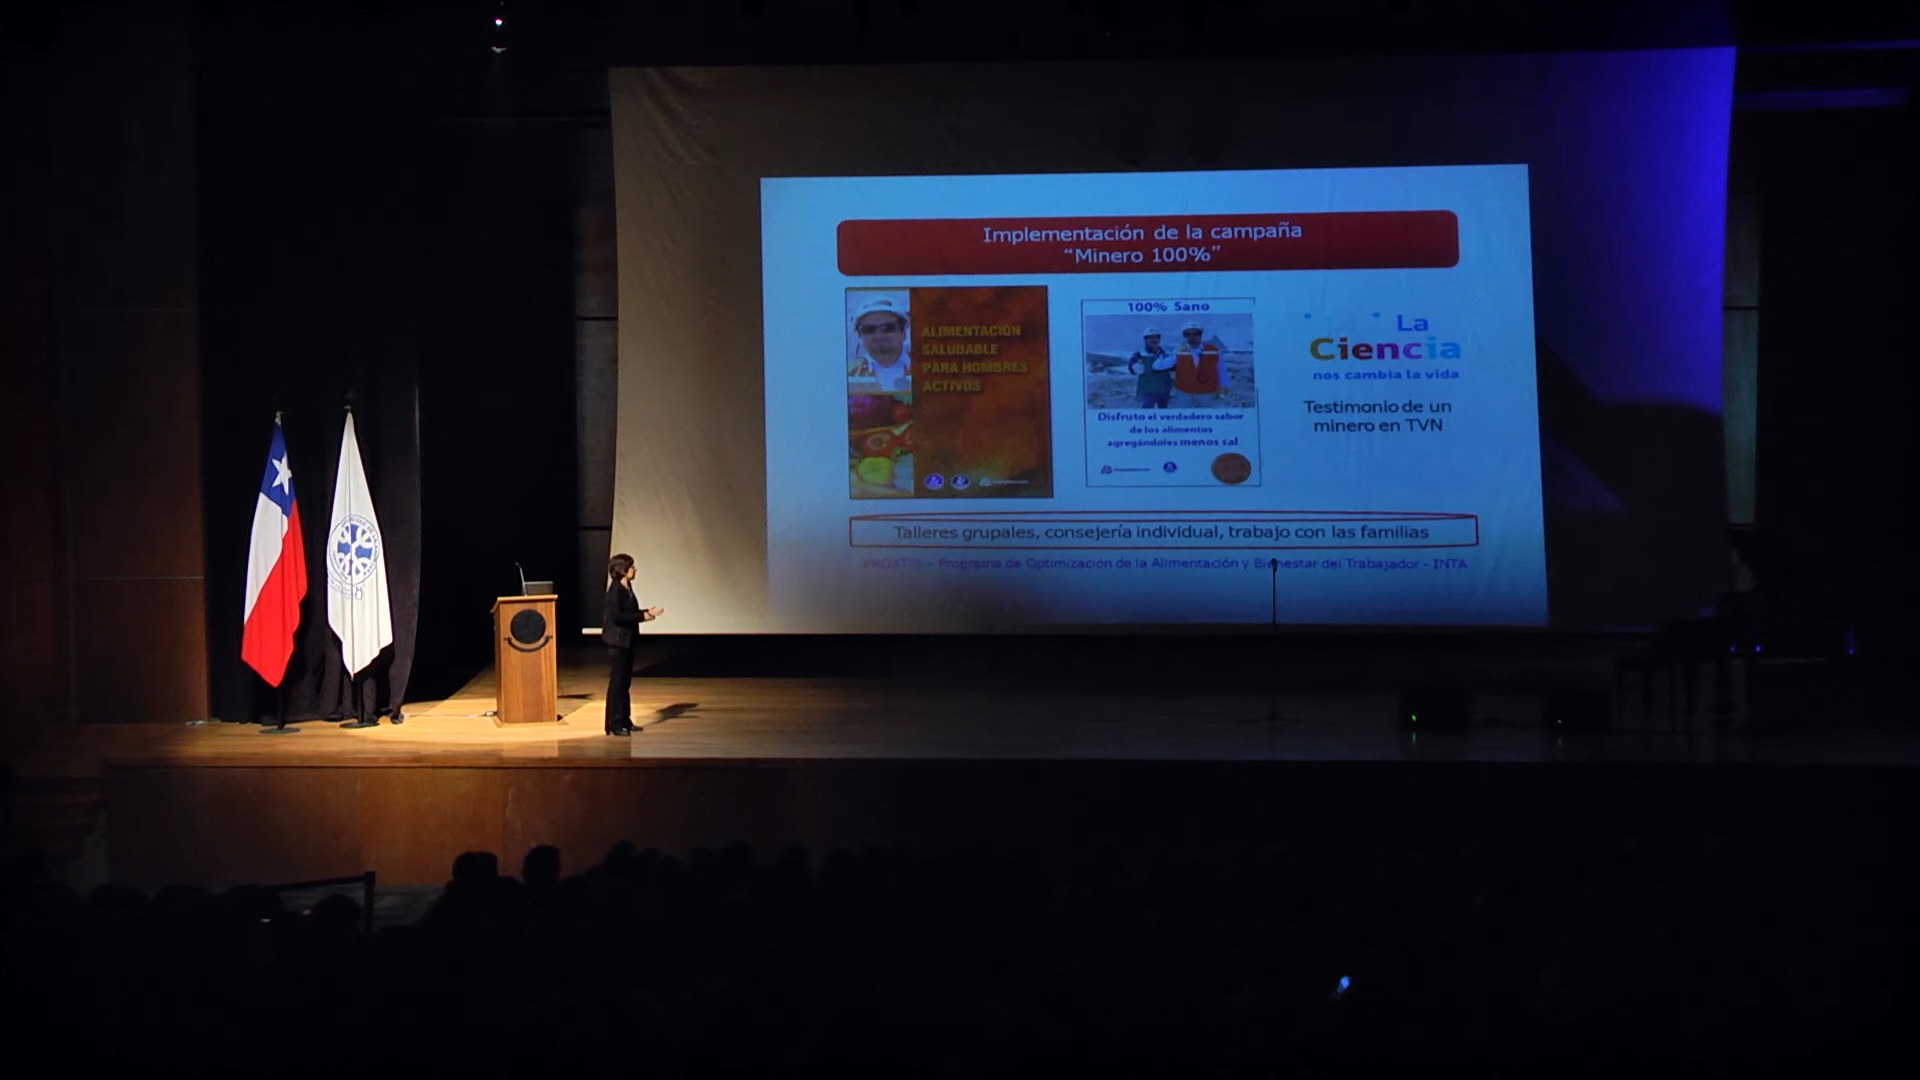 Implementación de la campaña
“Minero 100%”
ALIMENTACIÓN
SALUDABLE
PARA HOMBRES
ACTIVOS
100% Sano
Disfruto el verdadero sabor
de los alimentos
agregándoles menos sal
La
Ciencia
nos cambia la vida
Testimonio de un
minero en TVN
Talleres grupales, consejería individual, trabajo con las familias
– Programa de Optimización de la Alimentación y Bienestar del Trabajador - INTA